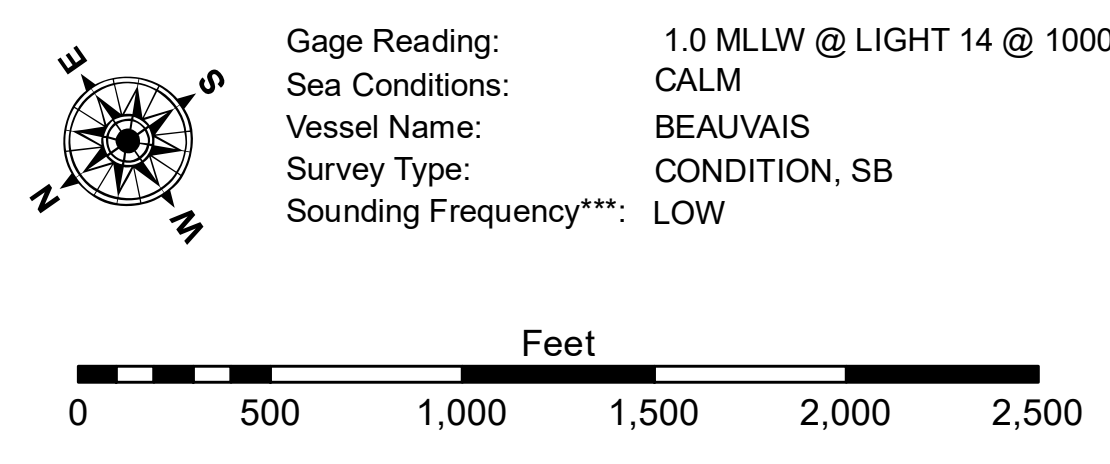 E
S
N
W
Gage Reading: 1.0 MLLW @ LIGHT 14 @ 1000
Sea Conditions: CALM
Vessel Name: BEAUVAIS
Survey Type: CONDITION, SB
Sounding Frequency***: LOW
Feet
0 500 1,000 1,500 2,000 2,500